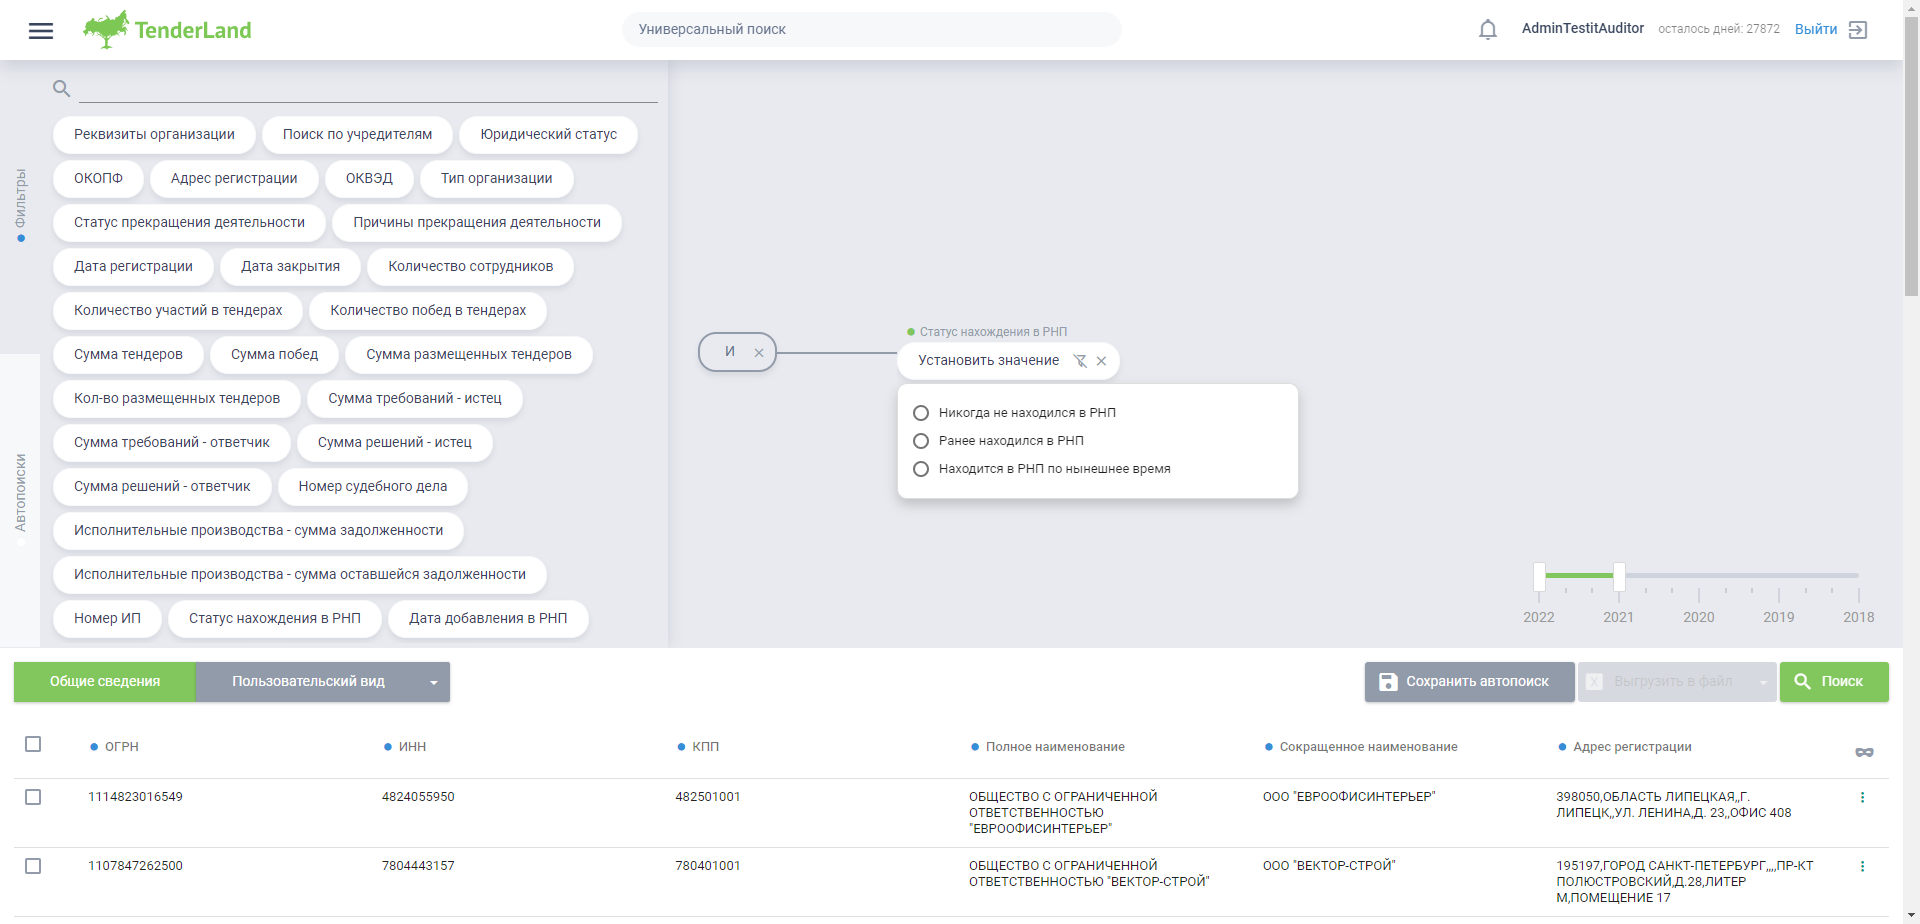 TenderLand
Универсальный поиск
AdminTestitAuditor
осталось дней: 27872
Выйти
Фильтры
Автопоиски
Реквизиты организации
Поиск по учредителям
Юридический статус
ОКОПФ
Адрес регистрации
ОКВЭД
Тип организации
Статус прекращения деятельности
Причины прекращения деятельности
Дата регистрации
Дата закрытия
Количество сотрудников
Количество участий в тендерах
Количество побед в тендерах
Сумма тендеров
Сумма побед
Сумма размещенных тендеров
Кол-во размещенных тендеров
Сумма требований - истец
Сумма требований - ответчик
Сумма решений - истец
Сумма решений - ответчик
Номер судебного дела
Исполнительные производства - сумма задолженности
Исполнительные производства - сумма оставшейся задолженности
Номер ИП
Статус нахождения в РНП
Дата добавления в РНП
И
Статус нахождения в РНП
Установить значение
Никогда не находился в РНП
Ранее находился в РНП
Находится в РНП по нынешнее время
2022
2021
2020
2019
2018
Общие сведения
Пользовательский вид
Сохранить автопоиск
Выгрузить в файл
Поиск
ОГРН
ИНН
КПП
Полное наименование
Сокращенное наименование
Адрес регистрации
1114823016549
4824055950
482501001
ОБЩЕСТВО С ОГРАНИЧЕННОЙ
ОТВЕТСТВЕННОСТЬЮ
"ЕВРООФИСИНТЕРЬЕР"
ООО "ЕВРООФИСИНТЕРЬЕР"
398050,ОБЛАСТЬ ЛИПЕЦКАЯ,,Г.
ЛИПЕЦК,,УЛ. ЛЕНИНА,Д. 23,,ОФИС 408
1107847262500
7804443157
780401001
ОБЩЕСТВО С ОГРАНИЧЕННОЙ
ОТВЕТСТВЕННОСТЬЮ "ВЕКТОР-СТРОЙ"
ООО "ВЕКТОР-СТРОЙ"
195197,ГОРОД САНКТ-ПЕТЕРБУРГ,,,,ПР-КТ
ПОЛЮСТРОВСКИЙ,Д.28,ЛИТЕР
М,ПОМЕЩЕНИЕ 17